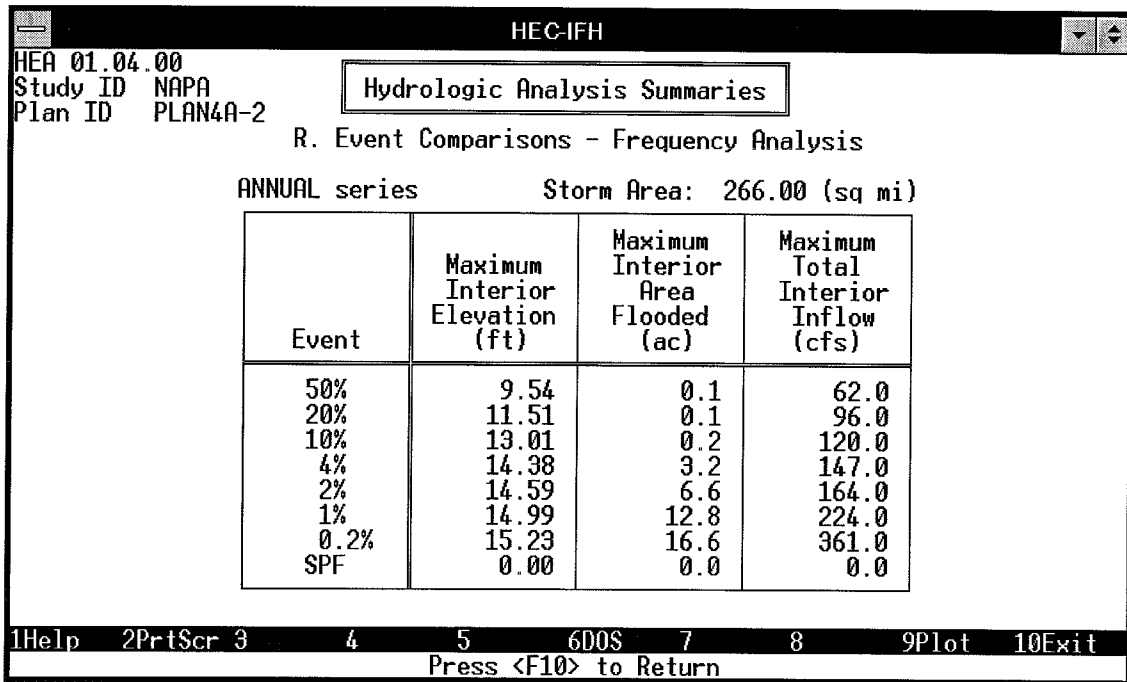 HEC-IFH
HEA 01.04.00
Study ID NAPA
Plan ID PLAN4A-2
Hydrologic Analysis Summaries
R. Event Comparisons - Frequency Analysis
ANNUAL series Storm Area: 266.00 (sq mi)
Event
Maximum
Interior
Elevation
(ft)
Maximum
Interior
Area
Flooded
(ac)
Maximum
Total
Interior
Inflow
(cfs)
50% 9.54 0.1 62.0
20% 11.51 0.1 96.0
10% 13.01 0.2 120.0
4% 14.38 3.2 147.0
2% 14.59 6.6 164.0
1% 14.99 12.8 224.0
0.2% 15.23 16.6 361.0
SPF 0.00 0.0 0.0
1Help 2PrtScr 3 4 5 6DOS 7 8 9Plot 10Exit
Press <F10> to Return